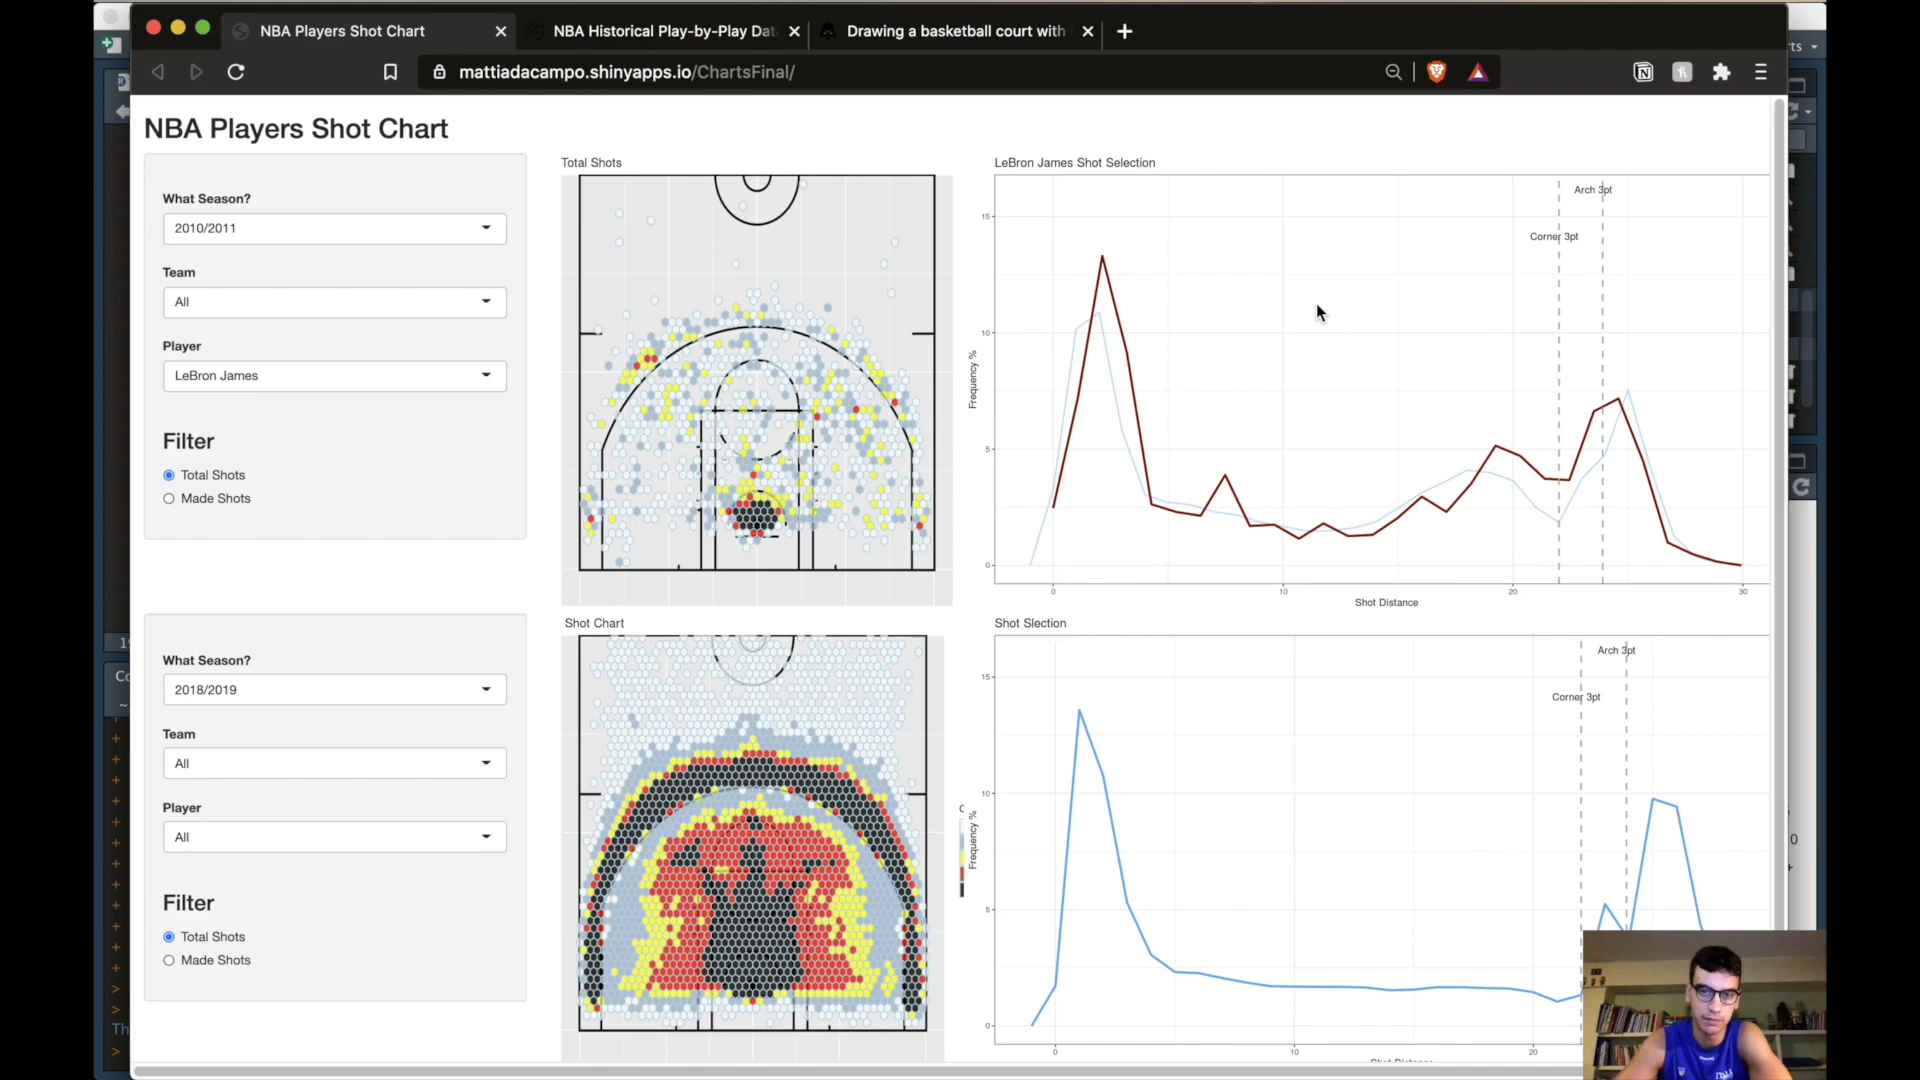 NBA Players Shot Chart
NBA Historical Play-by-Play Dat
Drawing a basketball court with
mattiadacampo.shinyapps.io/ChartsFinal/
NBA Players Shot Chart
What Season?
2010/2011
Team
All
Player
LeBron James
Filter
Total Shots
Made Shots
Total Shots
LeBron James Shot Selection
Arch 3pt
Corner 3pt
15
10
5
0
Frequency %
0
10
20
30
Shot Distance
What Season?
2018/2019
Team
All
Player
All
Filter
Total Shots
Made Shots
Shot Chart
Shot Slection
Arch 3pt
Corner 3pt
15
10
5
0
Frequency %
0
10
20
Shot Distance